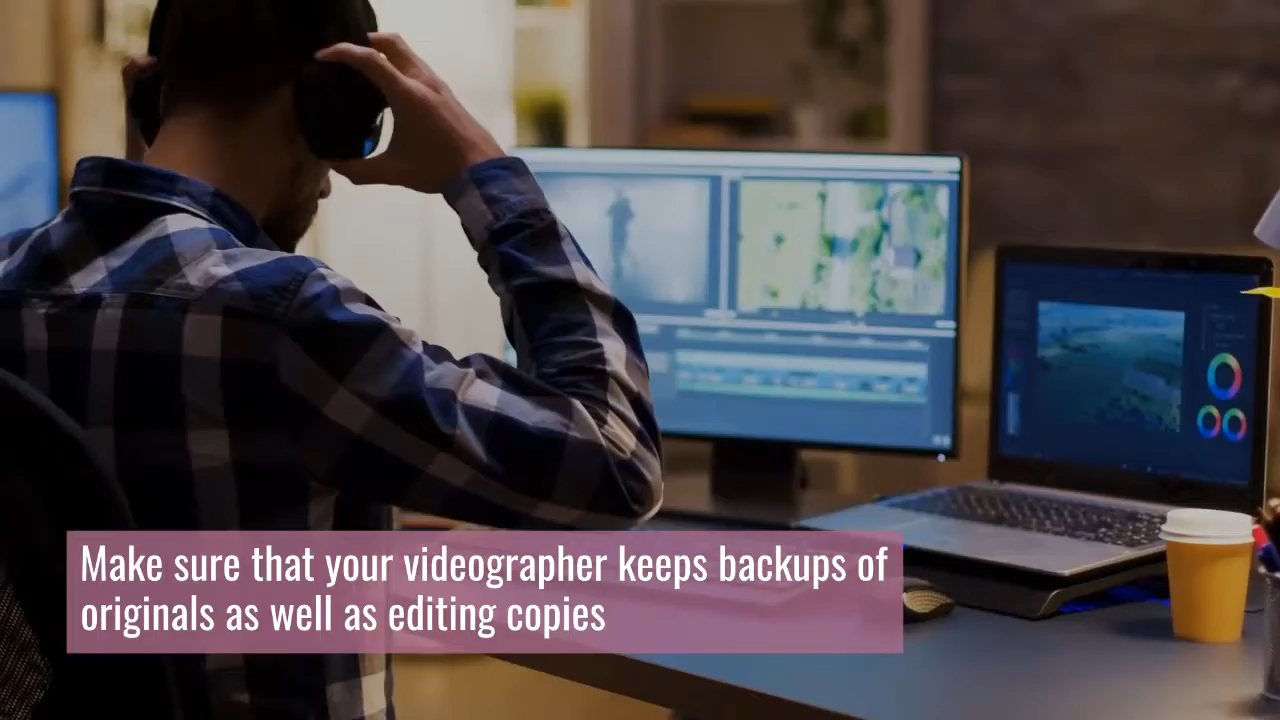 Make sure that your videographer keeps backups of
originals as well as editing copies